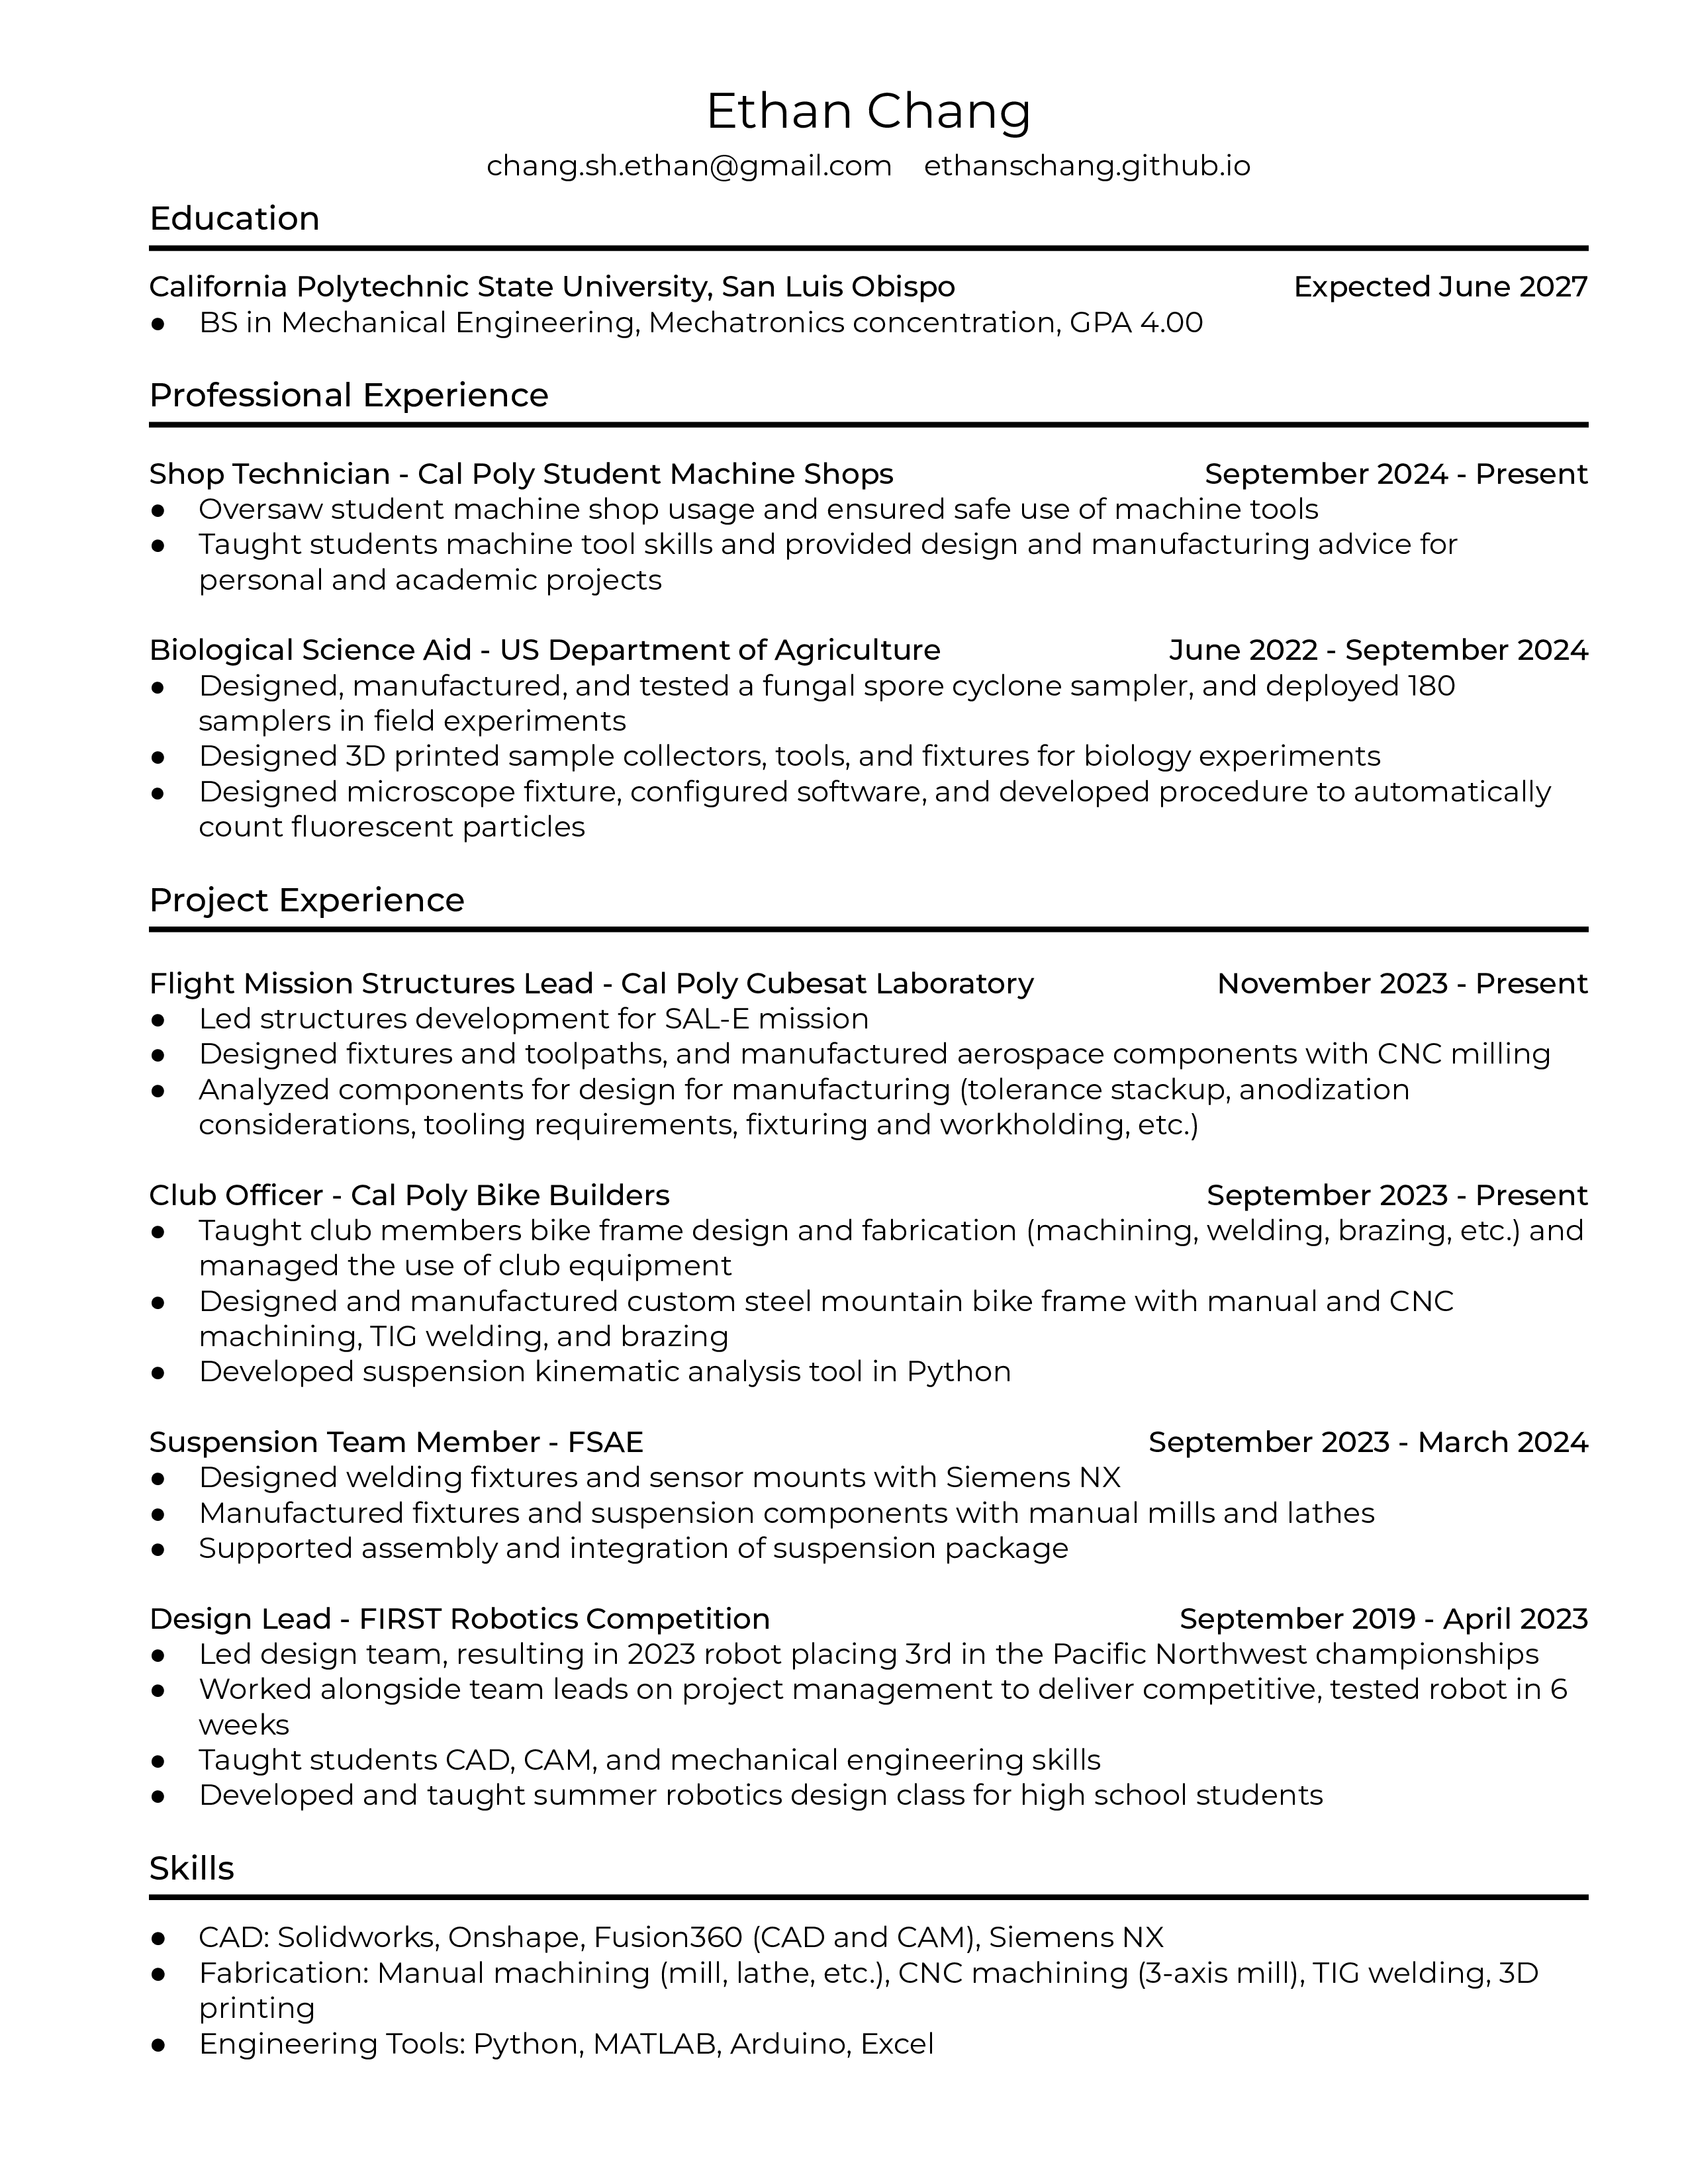 Ethan Chang
chang.sh.ethan@gmail.com ethanschang.github.io
Education
California Polytechnic State University, San Luis Obispo Expected June 2027
● BS in Mechanical Engineering, Mechatronics concentration, GPA 4.00
Professional Experience
Shop Technician - Cal Poly Student Machine Shops September 2024 - Present
● Oversaw student machine shop usage and ensured safe use of machine tools
● Taught students machine tool skills and provided design and manufacturing advice for
personal and academic projects
Biological Science Aid - US Department of Agriculture June 2022 - September 2024
● Designed, manufactured, and tested a fungal spore cyclone sampler, and deployed 180
samplers in field experiments
● Designed 3D printed sample collectors, tools, and fixtures for biology experiments
● Designed microscope fixture, configured software, and developed procedure to automatically
count fluorescent particles
Project Experience
Flight Mission Structures Lead - Cal Poly Cubesat Laboratory November 2023 - Present
● Led structures development for SAL-E mission
● Designed fixtures and toolpaths, and manufactured aerospace components with CNC milling
● Analyzed components for design for manufacturing (tolerance stackup, anodization
considerations, tooling requirements, fixturing and workholding, etc.)
Club Officer - Cal Poly Bike Builders September 2023 - Present
● Taught club members bike frame design and fabrication (machining, welding, brazing, etc.) and
managed the use of club equipment
● Designed and manufactured custom steel mountain bike frame with manual and CNC
machining, TIG welding, and brazing
● Developed suspension kinematic analysis tool in Python
Suspension Team Member - FSAE September 2023 - March 2024
● Designed welding fixtures and sensor mounts with Siemens NX
● Manufactured fixtures and suspension components with manual mills and lathes
● Supported assembly and integration of suspension package
Design Lead - FIRST Robotics Competition September 2019 - April 2023
● Led design team, resulting in 2023 robot placing 3rd in the Pacific Northwest championships
● Worked alongside team leads on project management to deliver competitive, tested robot in 6
weeks
● Taught students CAD, CAM, and mechanical engineering skills
● Developed and taught summer robotics design class for high school students
Skills
● CAD: Solidworks, Onshape, Fusion360 (CAD and CAM), Siemens NX
● Fabrication: Manual machining (mill, lathe, etc.), CNC machining (3-axis mill), TIG welding, 3D
printing
● Engineering Tools: Python, MATLAB, Arduino, Excel